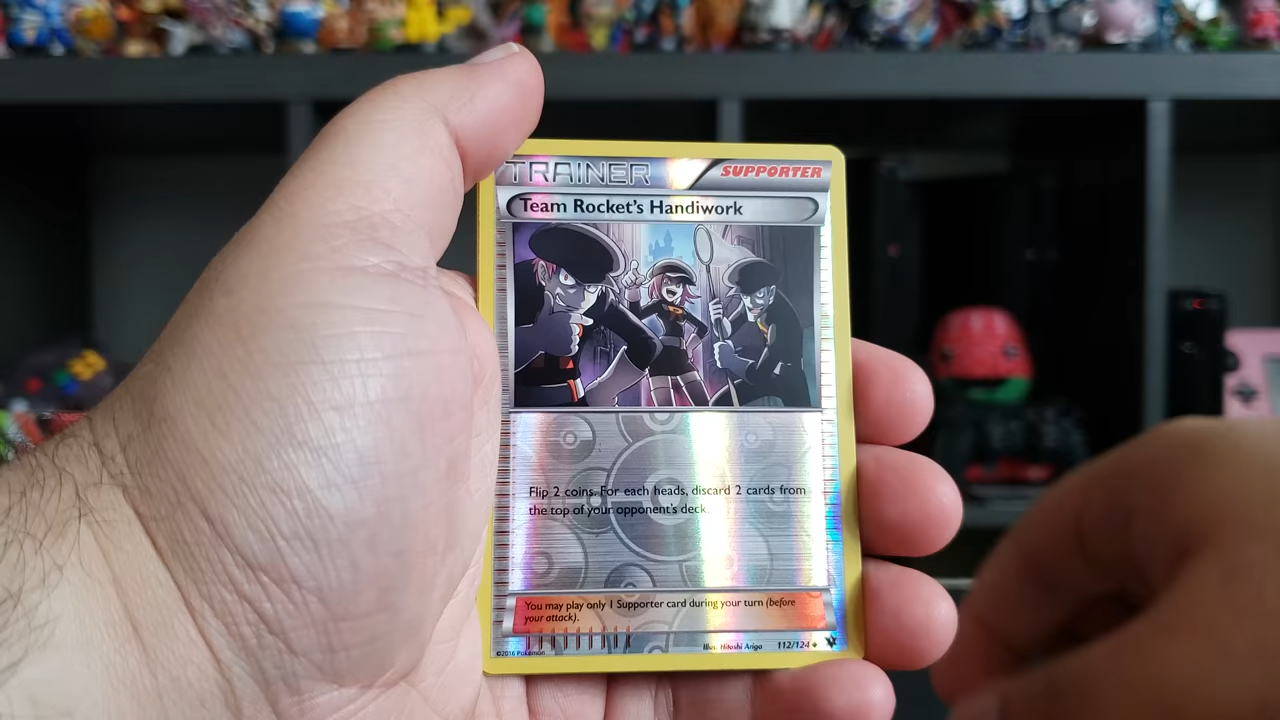 TRAINER SUPPORTER
Team Rocket's Handiwork
Flip 2 coins. For each heads, discard 2 cards from
the top of your opponent's deck.
You may play only 1 Supporter card during your turn (before
your attack).
©2016 Pokémon Illus. Hitoshi Ariga 112/124